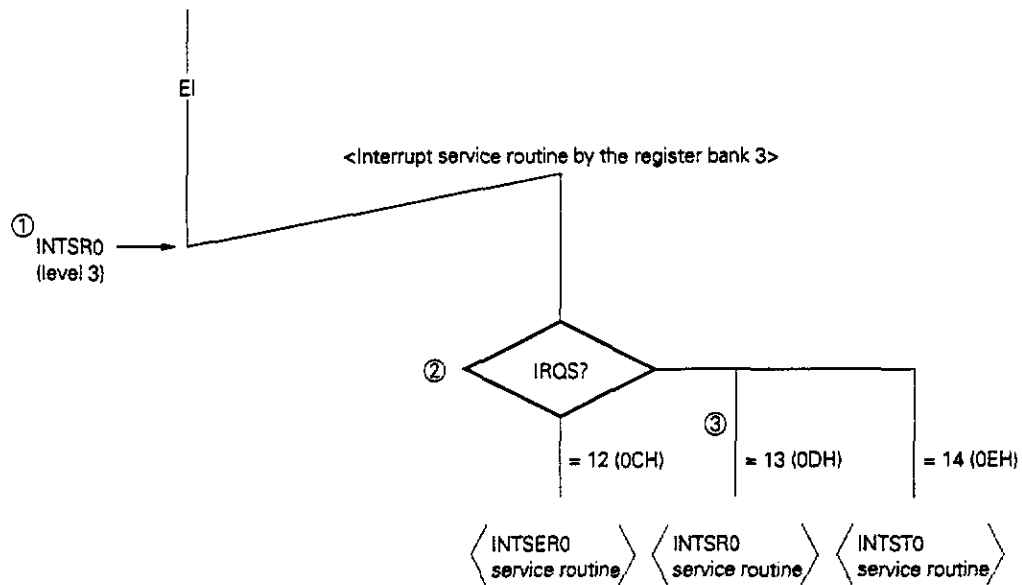 EI
<Interrupt service routine by the register bank 3>
① INTSR0
(level 3)
② IRQS?
③
= 12 (0CH)
= 13 (0DH)
= 14 (0EH)
INTSER0
service routine
INTSR0
service routine
INTST0
service routine